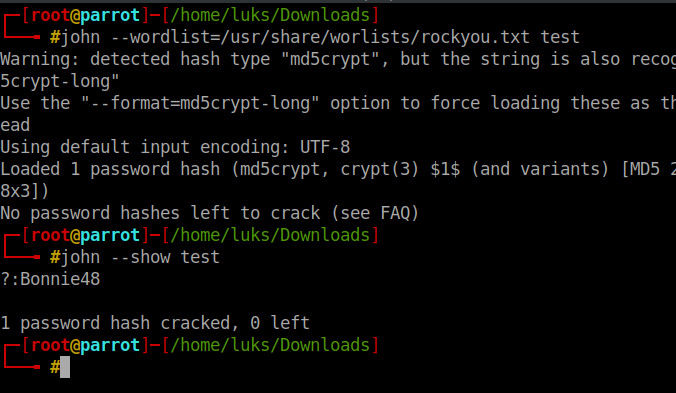 ┌─[root@parrot]─[/home/luks/Downloads]
└──╼ #john --wordlist=/usr/share/worlists/rockyou.txt test
Warning: detected hash type "md5crypt", but the string is also recog
5crypt-long"
Use the "--format=md5crypt-long" option to force loading these as th
ead
Using default input encoding: UTF-8
Loaded 1 password hash (md5crypt, crypt(3) $1$ (and variants) [MD5 2
8x3])
No password hashes left to crack (see FAQ)
┌─[root@parrot]─[/home/luks/Downloads]
└──╼ #john --show test
?:Bonnie48

1 password hash cracked, 0 left
┌─[root@parrot]─[/home/luks/Downloads]
└──╼ #